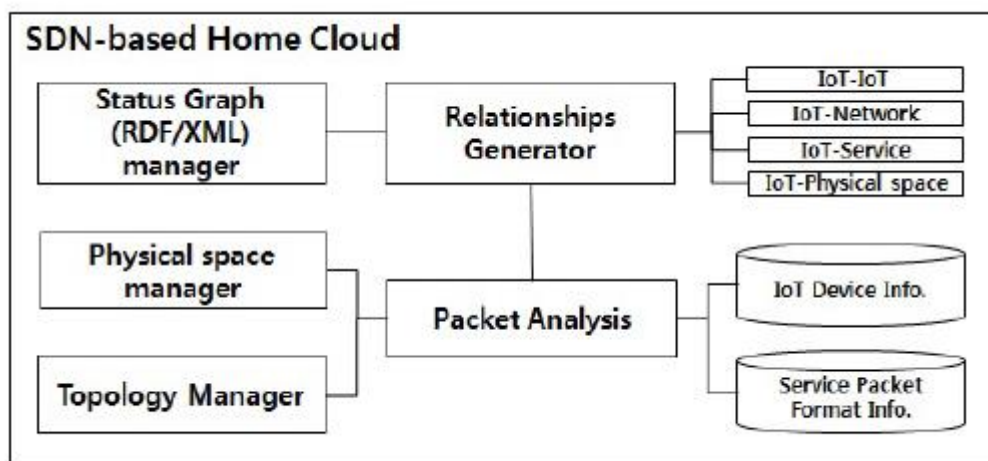 SDN-based Home Cloud
Status Graph
(RDF/XML)
manager
Relationships
Generator
IoT-IoT
IoT-Network
IoT-Service
IoT-Physical space
Physical space
manager
Packet Analysis
Topology Manager
IoT Device Info.
Service Packet
Format Info.